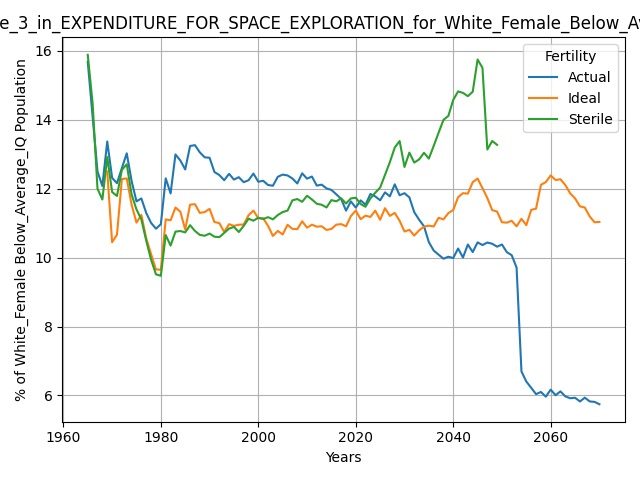 e_3_in_EXPENDITURE_FOR_SPACE_EXPLORATION_for_White_Female_Below_Av
% of White_Female Below_Average_IQ Population
16
14
12
10
8
6
1960
1980
2000
2020
2040
2060
Years
Fertility
Actual
Ideal
Sterile